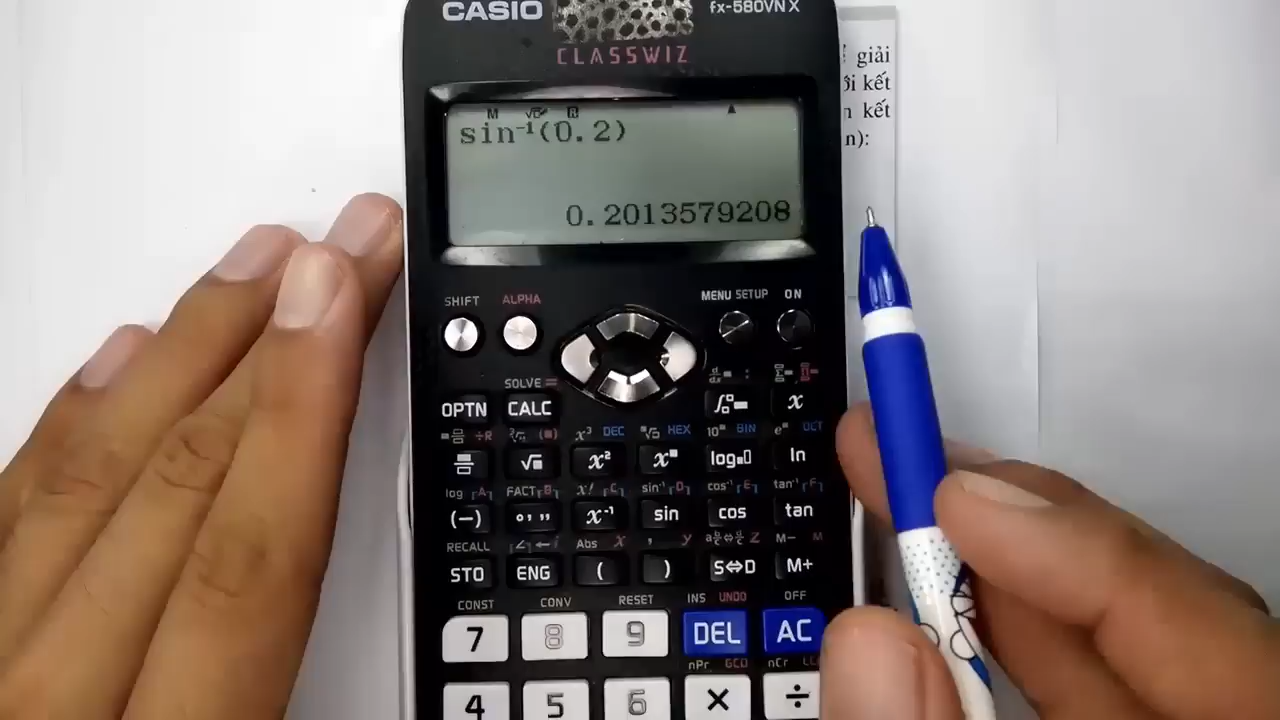 CASIO fx-580VN X
CLASSWIZ
giải
ới kết
kết
n):
M √ R ▲
sin⁻¹(0.2)
0.2013579208
SHIFT ALPHA MENU SETUP ON
SOLVE =
OPTN CALC x
÷R x³ DEC HEX 10■ BIN e■ OCT
√■ x² x■ log■□ ln
log A FACT B x! C sin⁻¹ D cos⁻¹ E tan⁻¹ F
(−) °,,, x⁻¹ sin cos tan
RECALL ∠ ← i Abs x , y Z M− M
STO ENG ( ) S⇔D M+
CONST CONV RESET INS UNDO OFF
7 8 9 DEL AC
nPr GCD nCr
4 5 6 × ÷